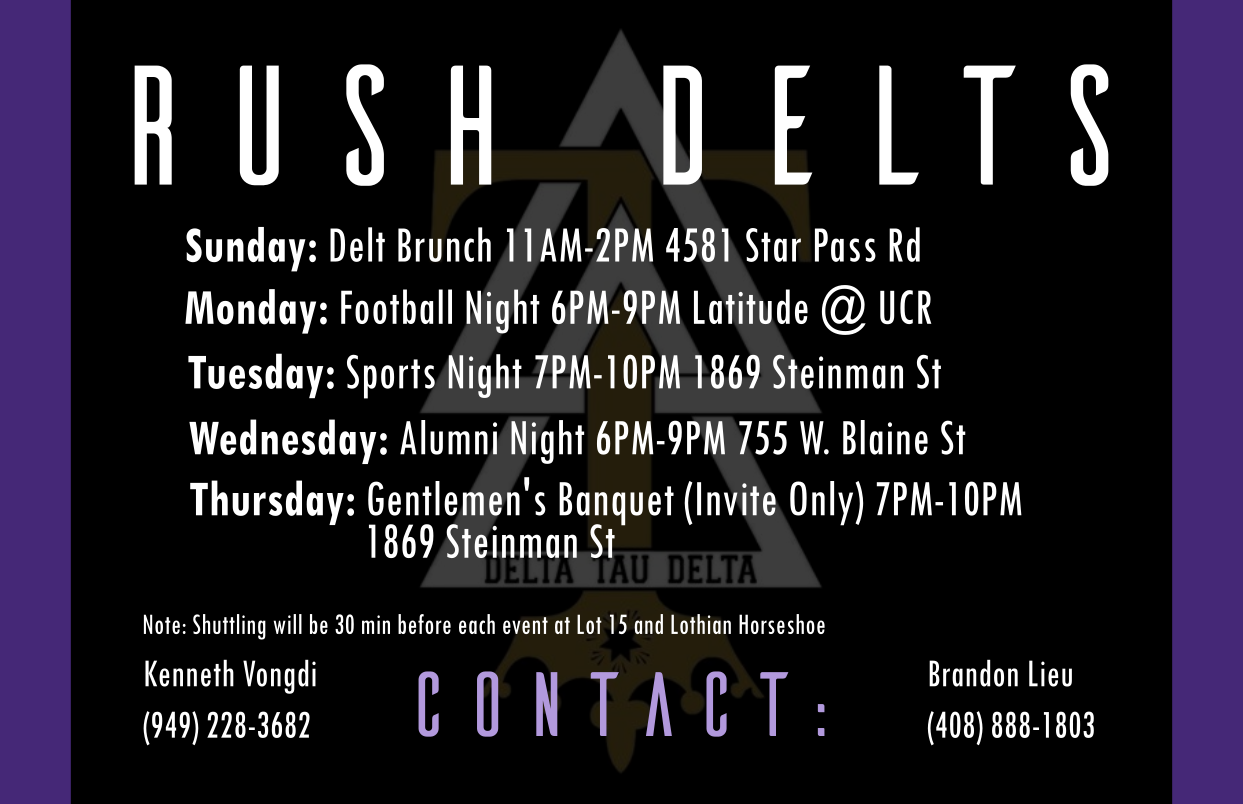 RUSH DELTS
Sunday: Delt Brunch 11AM-2PM 4581 Star Pass Rd
Monday: Football Night 6PM-9PM Latitude @ UCR
Tuesday: Sports Night 7PM-10PM 1869 Steinman St
Wednesday: Alumni Night 6PM-9PM 755 W. Blaine St
Thursday: Gentlemen's Banquet (Invite Only) 7PM-10PM
1869 Steinman St
DELTA TAU DELTA
Note: Shuttling will be 30 min before each event at Lot 15 and Lothian Horseshoe
CONTACT:
Kenneth Vongdi
(949) 228-3682
Brandon Lieu
(408) 888-1803